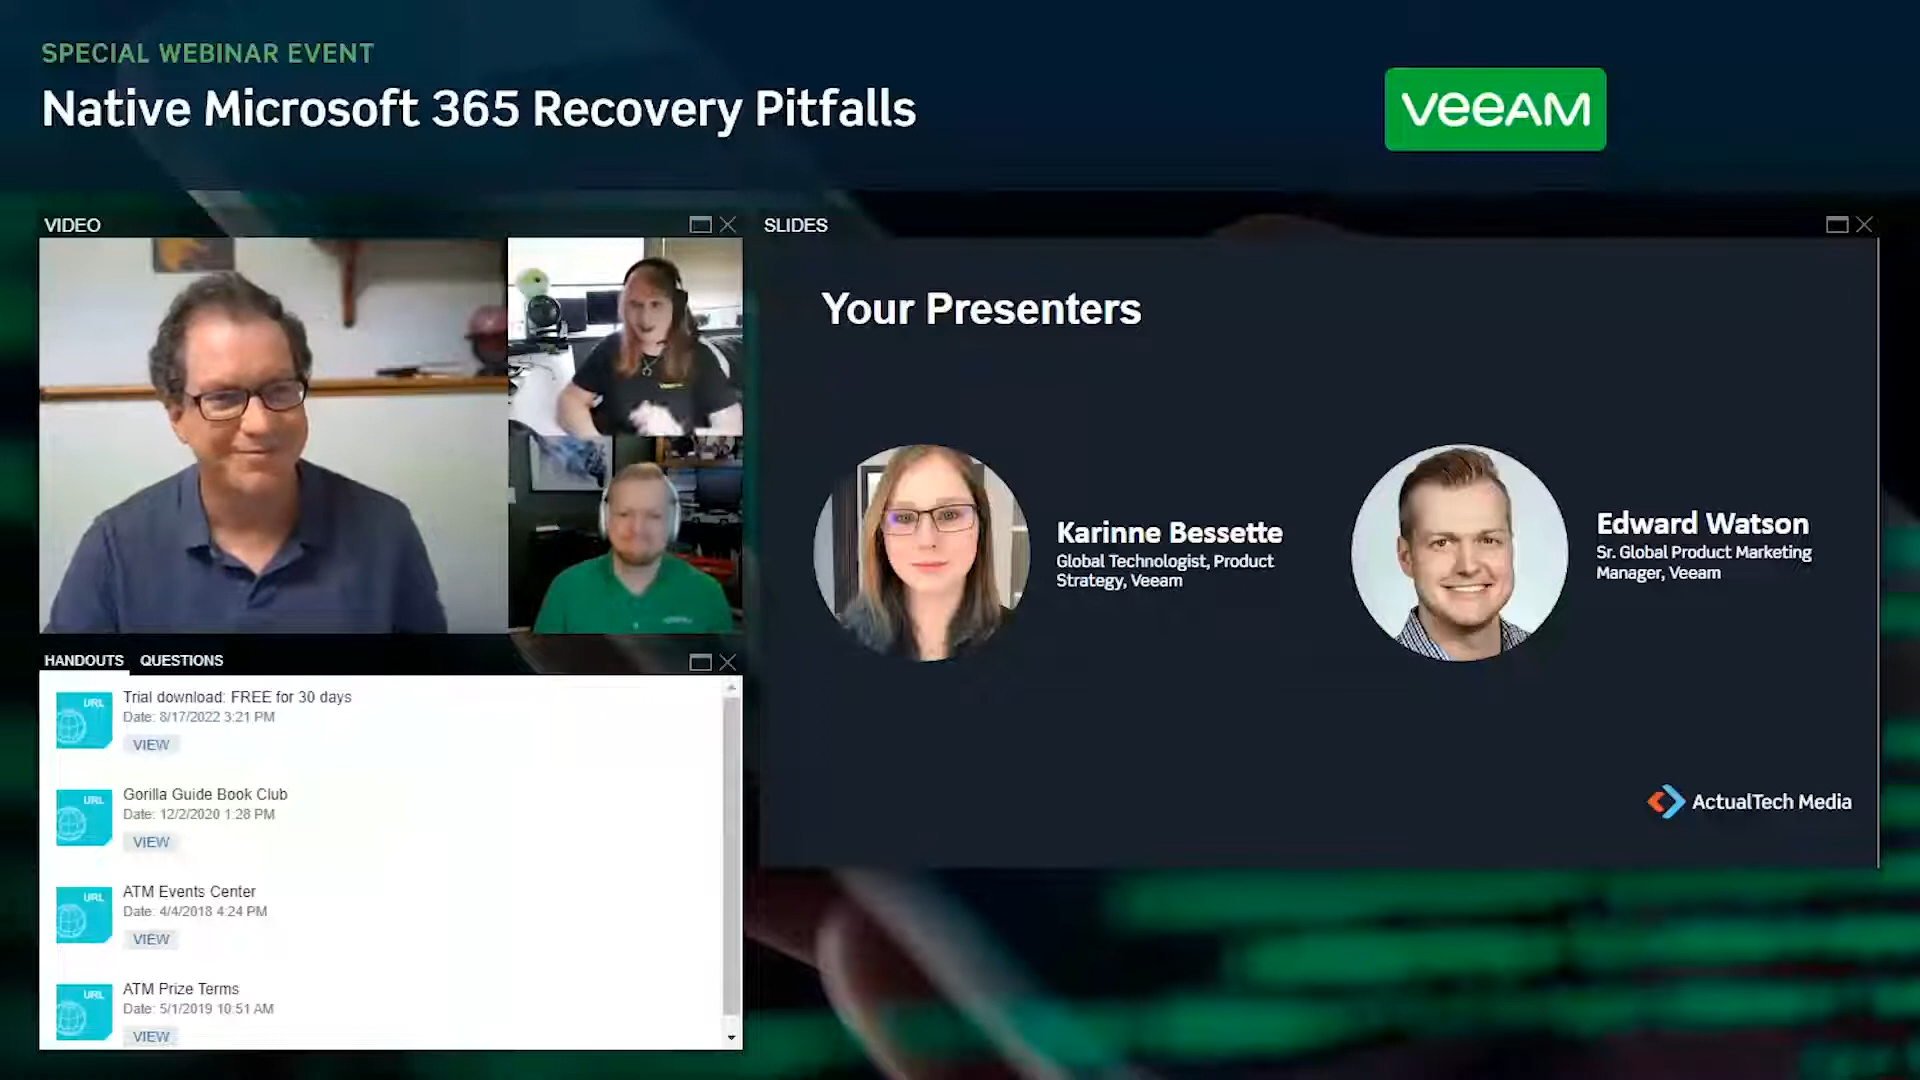 SPECIAL WEBINAR EVENT
Native Microsoft 365 Recovery Pitfalls
veeAM
VIDEO
SLIDES
Your Presenters
Karinne Bessette
Global Technologist, Product
Strategy, Veeam
Edward Watson
Sr. Global Product Marketing
Manager, Veeam
ActualTech Media
HANDOUTS QUESTIONS
URL
Trial download: FREE for 30 days
Date: 8/17/2022 3:21 PM
VIEW
URL
Gorilla Guide Book Club
Date: 12/2/2020 1:28 PM
VIEW
URL
ATM Events Center
Date: 4/4/2018 4:24 PM
VIEW
URL
ATM Prize Terms
Date: 5/1/2019 10:51 AM
VIEW